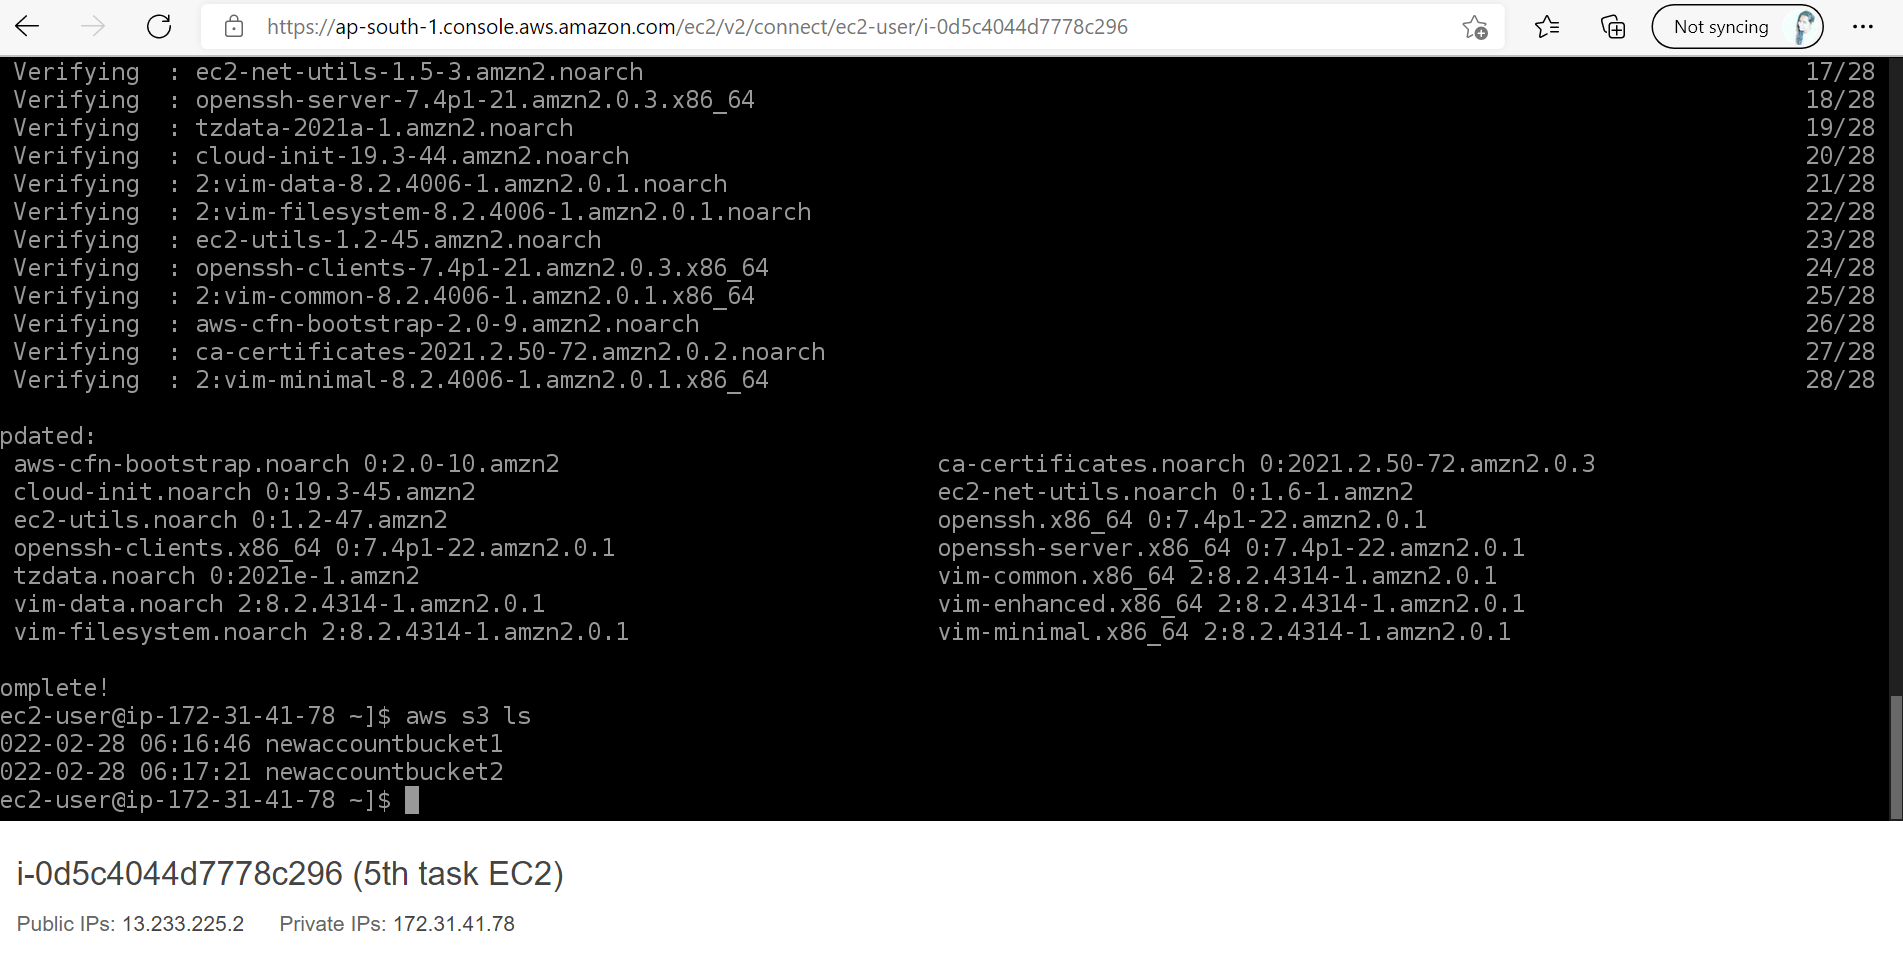 https://ap-south-1.console.aws.amazon.com/ec2/v2/connect/ec2-user/i-0d5c4044d7778c296
Not syncing
Verifying : ec2-net-utils-1.5-3.amzn2.noarch 17/28
Verifying : openssh-server-7.4p1-21.amzn2.0.3.x86_64 18/28
Verifying : tzdata-2021a-1.amzn2.noarch 19/28
Verifying : cloud-init-19.3-44.amzn2.noarch 20/28
Verifying : 2:vim-data-8.2.4006-1.amzn2.0.1.noarch 21/28
Verifying : 2:vim-filesystem-8.2.4006-1.amzn2.0.1.noarch 22/28
Verifying : ec2-utils-1.2-45.amzn2.noarch 23/28
Verifying : openssh-clients-7.4p1-21.amzn2.0.3.x86_64 24/28
Verifying : 2:vim-common-8.2.4006-1.amzn2.0.1.x86_64 25/28
Verifying : aws-cfn-bootstrap-2.0-9.amzn2.noarch 26/28
Verifying : ca-certificates-2021.2.50-72.amzn2.0.2.noarch 27/28
Verifying : 2:vim-minimal-8.2.4006-1.amzn2.0.1.x86_64 28/28
pdated:
aws-cfn-bootstrap.noarch 0:2.0-10.amzn2 ca-certificates.noarch 0:2021.2.50-72.amzn2.0.3
cloud-init.noarch 0:19.3-45.amzn2 ec2-net-utils.noarch 0:1.6-1.amzn2
ec2-utils.noarch 0:1.2-47.amzn2 openssh.x86_64 0:7.4p1-22.amzn2.0.1
openssh-clients.x86_64 0:7.4p1-22.amzn2.0.1 openssh-server.x86_64 0:7.4p1-22.amzn2.0.1
tzdata.noarch 0:2021e-1.amzn2 vim-common.x86_64 2:8.2.4314-1.amzn2.0.1
vim-data.noarch 2:8.2.4314-1.amzn2.0.1 vim-enhanced.x86_64 2:8.2.4314-1.amzn2.0.1
vim-filesystem.noarch 2:8.2.4314-1.amzn2.0.1 vim-minimal.x86_64 2:8.2.4314-1.amzn2.0.1
omplete!
ec2-user@ip-172-31-41-78 ~]$ aws s3 ls
022-02-28 06:16:46 newaccountbucket1
022-02-28 06:17:21 newaccountbucket2
ec2-user@ip-172-31-41-78 ~]$
i-0d5c4044d7778c296 (5th task EC2)
Public IPs: 13.233.225.2 Private IPs: 172.31.41.78